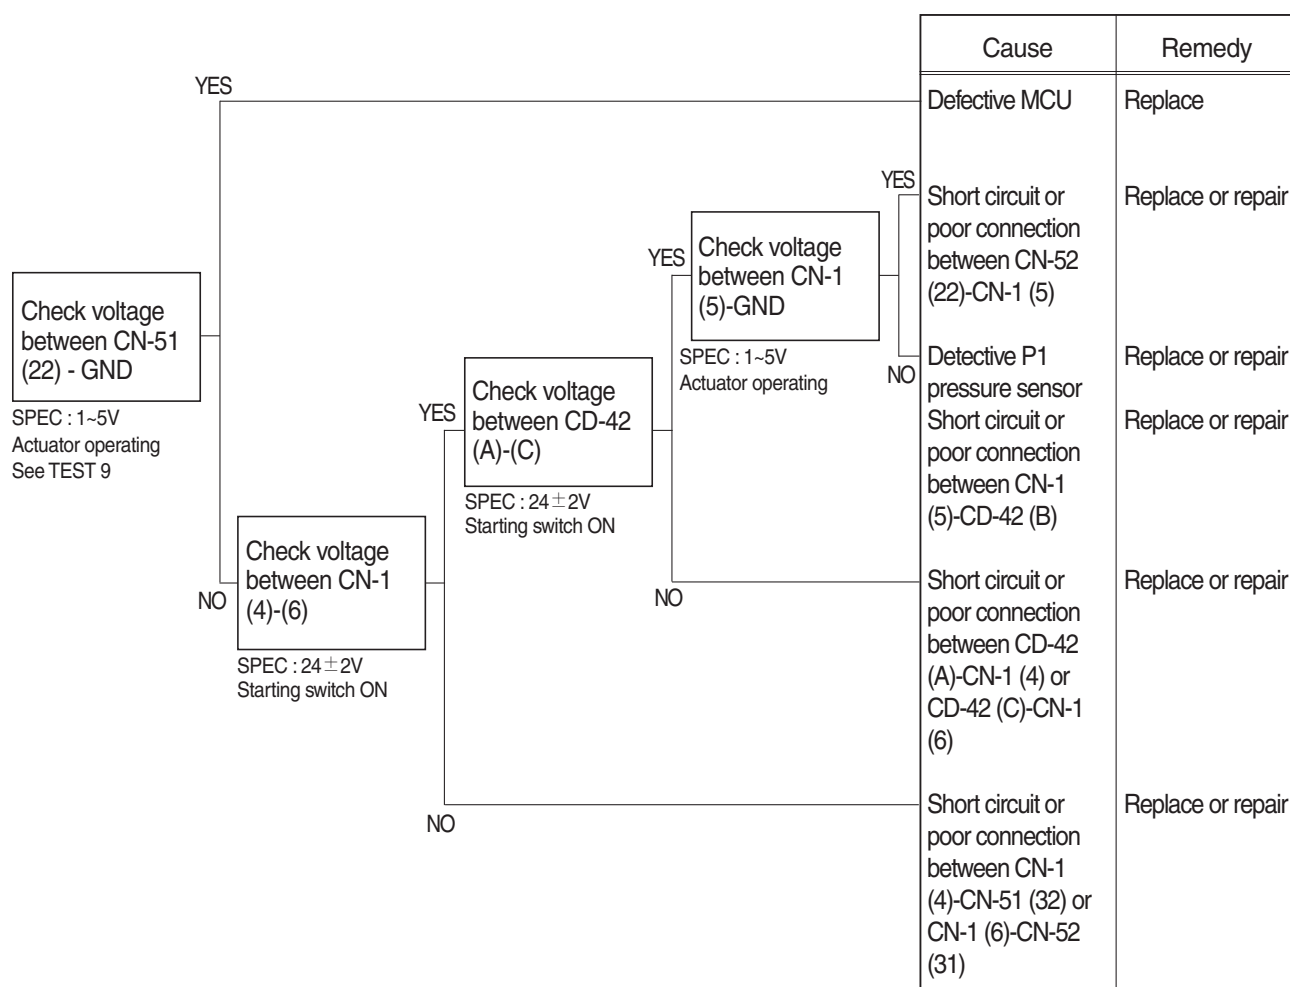 Cause
Remedy
YES
Defective MCU
Replace
YES
Short circuit or
poor connection
between CN-52
(22)-CN-1 (5)
Replace or repair
Check voltage
between CN-1
(5)-GND
YES
SPEC : 1~5V
Actuator operating
NO
Detective P1
pressure sensor
Replace or repair
Short circuit or
poor connection
between CN-1
(5)-CD-42 (B)
Replace or repair
Check voltage
between CN-51
(22) - GND
SPEC : 1~5V
Actuator operating
See TEST 9
YES
Check voltage
between CD-42
(A)-(C)
SPEC : 24±2V
Starting switch ON
NO
Check voltage
between CN-1
(4)-(6)
SPEC : 24±2V
Starting switch ON
NO
Short circuit or
poor connection
between CD-42
(A)-CN-1 (4) or
CD-42 (C)-CN-1
(6)
Replace or repair
NO
Short circuit or
poor connection
between CN-1
(4)-CN-51 (32) or
CN-1 (6)-CN-52
(31)
Replace or repair